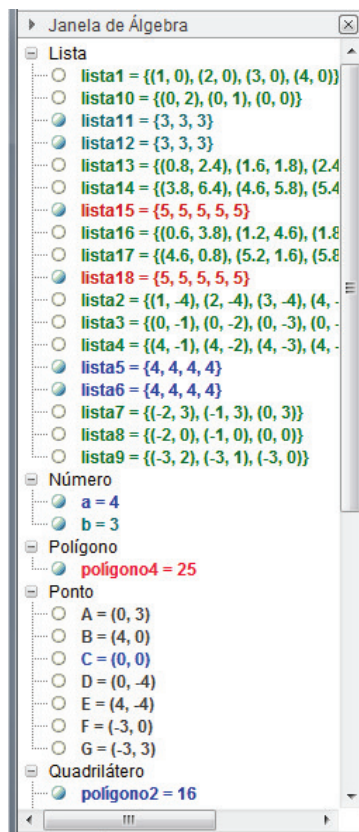 Janela de Álgebra
Lista
lista1 = {(1, 0), (2, 0), (3, 0), (4, 0)}
lista10 = {(0, 2), (0, 1), (0, 0)}
lista11 = {3, 3, 3}
lista12 = {3, 3, 3}
lista13 = {(0.8, 2.4), (1.6, 1.8), (2.4
lista14 = {(3.8, 6.4), (4.6, 5.8), (5.4
lista15 = {5, 5, 5, 5, 5}
lista16 = {(0.6, 3.8), (1.2, 4.6), (1.8
lista17 = {(4.6, 0.8), (5.2, 1.6), (5.8
lista18 = {5, 5, 5, 5, 5}
lista2 = {(1, -4), (2, -4), (3, -4), (4, -
lista3 = {(0, -1), (0, -2), (0, -3), (0, -
lista4 = {(4, -1), (4, -2), (4, -3), (4, -
lista5 = {4, 4, 4, 4}
lista6 = {4, 4, 4, 4}
lista7 = {(-2, 3), (-1, 3), (0, 3)}
lista8 = {(-2, 0), (-1, 0), (0, 0)}
lista9 = {(-3, 2), (-3, 1), (-3, 0)}
Número
a = 4
b = 3
Polígono
polígono4 = 25
Ponto
A = (0, 3)
B = (4, 0)
C = (0, 0)
D = (0, -4)
E = (4, -4)
F = (-3, 0)
G = (-3, 3)
Quadrilátero
polígono2 = 16